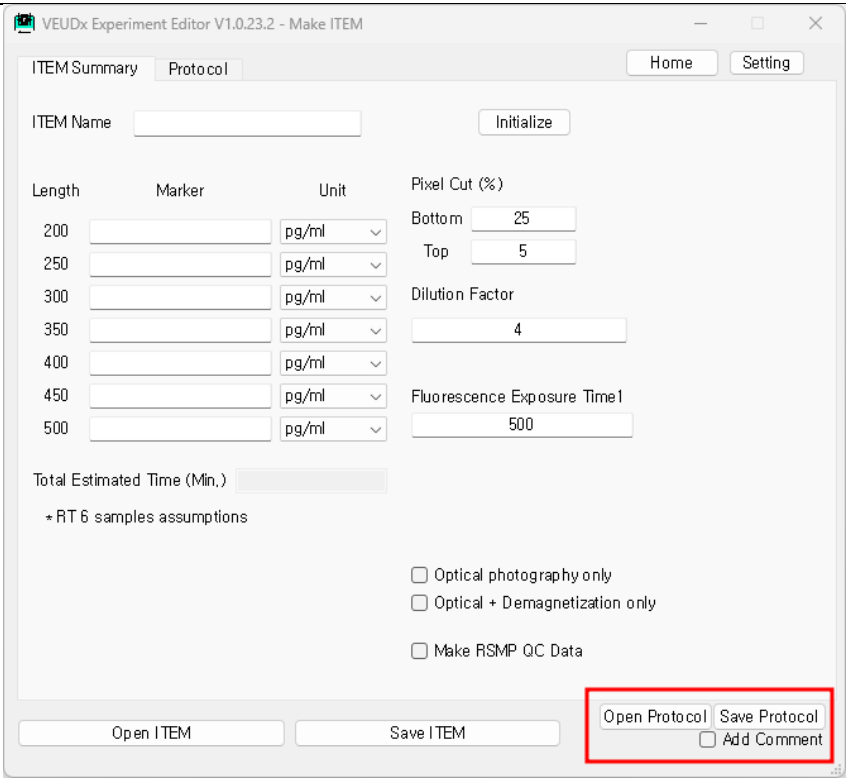 VEUDx Experiment Editor V1.0.23.2 - Make ITEM
ITEM Summary Protocol Home Setting
ITEM Name Initialize
Length Marker Unit Pixel Cut (%)
200 pg/ml Bottom 25
250 pg/ml Top 5
300 pg/ml Dilution Factor
350 pg/ml 4
400 pg/ml
450 pg/ml Fluorescence Exposure Time1
500 pg/ml 500
Total Estimated Time (Min,)
* RT 6 samples assumptions
Optical photography only
Optical + Demagnetization only
Make RSMP QC Data
Open ITEM Save ITEM Open Protocol Save Protocol
Add Comment